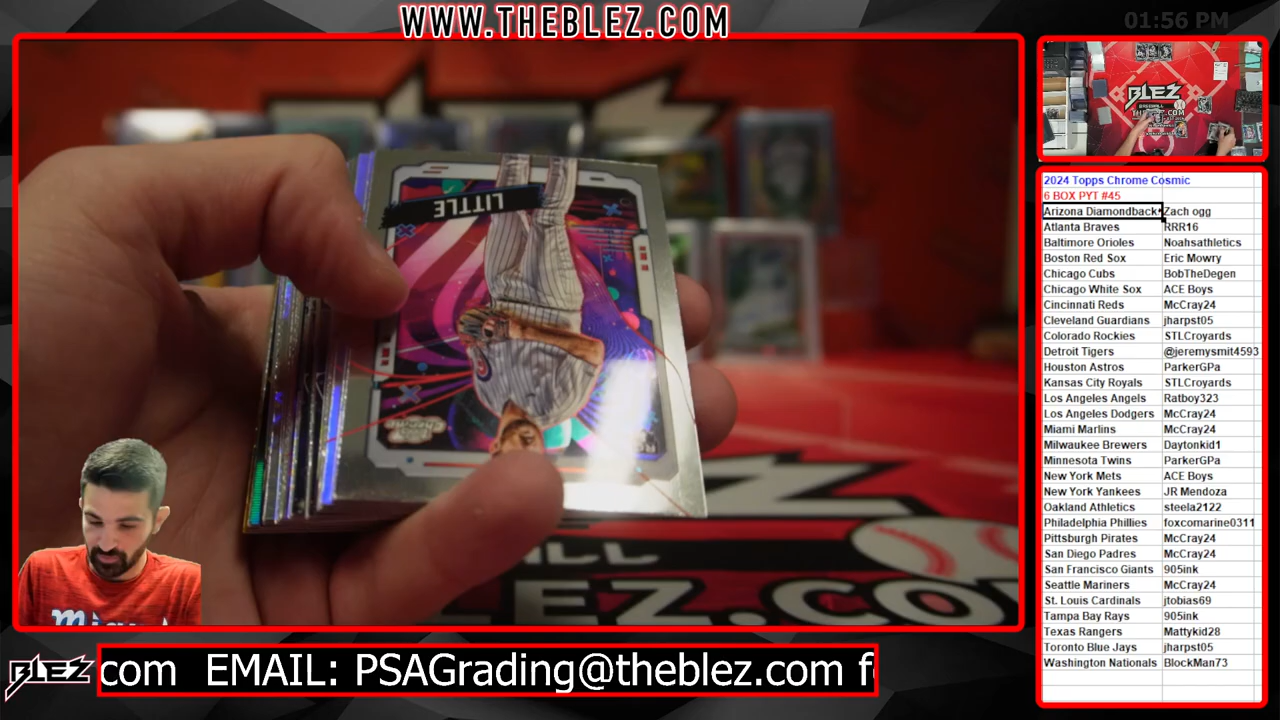 WWW.THEBLEZ.COM
01:56 PM
LITTLE
BLEZ
2024 Topps Chrome Cosmic
6 BOX PYT #45
Arizona Diamondback Zach ogg
Atlanta Braves RRR16
Baltimore Orioles Noahsathletics
Boston Red Sox Eric Mowry
Chicago Cubs BobTheDegen
Chicago White Sox ACE Boys
Cincinnati Reds McCray24
Cleveland Guardians jharpst05
Colorado Rockies STLCroyards
Detroit Tigers @jeremysmit4593
Houston Astros ParkerGPa
Kansas City Royals STLCroyards
Los Angeles Angels Ratboy323
Los Angeles Dodgers McCray24
Miami Marlins McCray24
Milwaukee Brewers Daytonkid1
Minnesota Twins ParkerGPa
New York Mets ACE Boys
New York Yankees JR Mendoza
Oakland Athletics steela2122
Philadelphia Phillies foxcomarine0311
Pittsburgh Pirates McCray24
San Diego Padres McCray24
San Francisco Giants 905ink
Seattle Mariners McCray24
St. Louis Cardinals jtobias69
Tampa Bay Rays 905ink
Texas Rangers Mattykid28
Toronto Blue Jays jharpst05
Washington Nationals BlockMan73
BLEZ.CO
BLEZ
com EMAIL: PSAGrading@theblez.com f